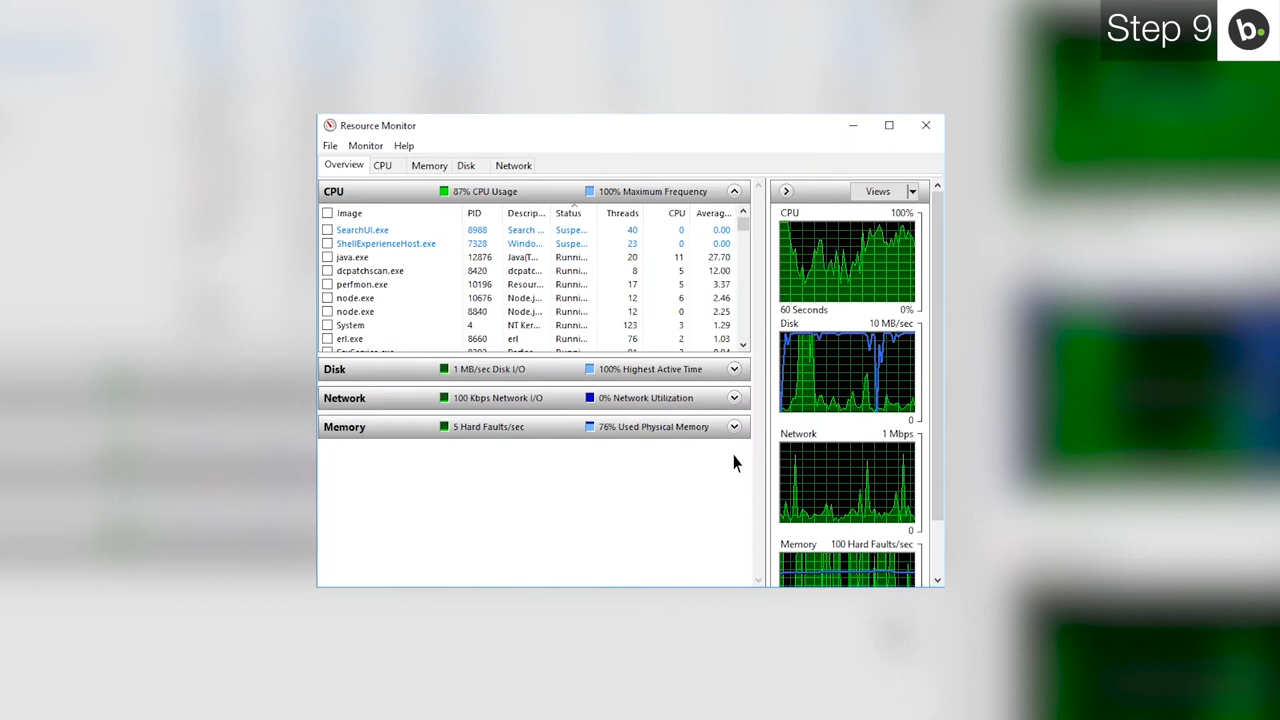 Step 9
b.
Resource Monitor
File Monitor Help
Overview CPU Memory Disk Network
CPU 87% CPU Usage 100% Maximum Frequency
Image PID Descrip... Status Threads CPU Averag...
SearchUI.exe 8988 Search ... Suspe... 40 0 0.00
ShellExperienceHost.exe 7328 Windo... Suspe... 23 0 0.00
java.exe 12876 Java(T... Runni... 20 11 27.70
dcpatchscan.exe 8420 dcpatc... Runni... 8 5 12.00
perfmon.exe 10196 Resour... Runni... 17 5 3.37
node.exe 10676 Node.j... Runni... 12 6 2.46
node.exe 8840 Node.j... Runni... 12 0 2.25
System 4 NT Ker... Runni... 123 3 1.29
erl.exe 8660 erl Runni... 76 2 1.03
Disk 1 MB/sec Disk I/O 100% Highest Active Time
Network 100 Kbps Network I/O 0% Network Utilization
Memory 5 Hard Faults/sec 76% Used Physical Memory
Views
CPU 100%
60 Seconds 0%
Disk 10 MB/sec
0
Network 1 Mbps
0
Memory 100 Hard Faults/sec